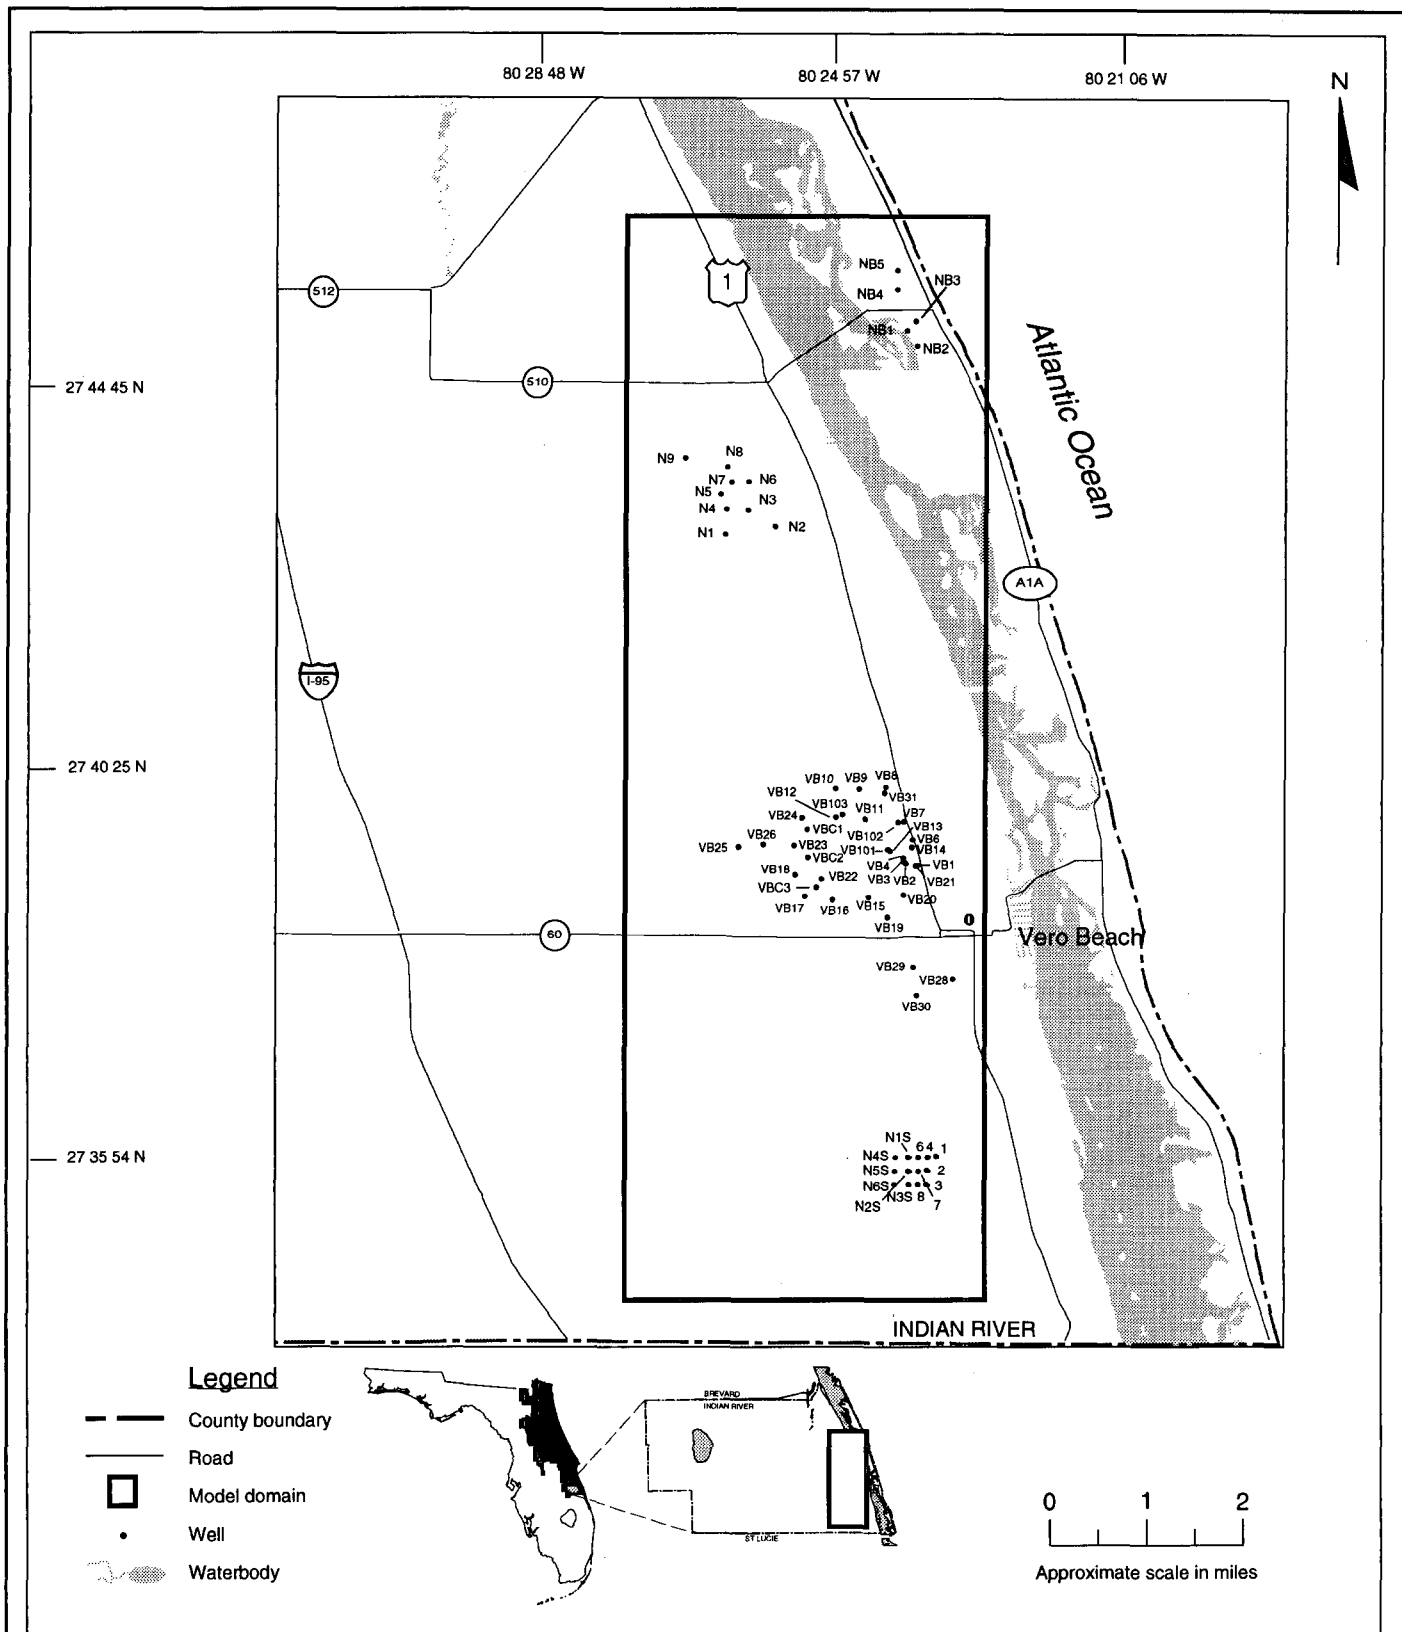 80 28 48 W
80 24 57 W
80 21 06 W
N
NB5
NB4
NB3
NB1
NB2
1
512
510
27 44 45 N
Atlantic Ocean
N9
N8
N7
N6
N5
N4
N3
N2
N1
A1A
I-95
27 40 25 N
VB10
VB9
VB8
VB12
VB31
VB103
VB11
VB7
VB24
VBC1
VB102
VB13
VB6
VB26
VB23
VB101
VB14
VB25
VBC2
VB4
VB1
VB18
VB22
VB3
VB2
VB21
VBC3
VB17
VB16
VB15
VB20
VB19
0
60
Vero Beach
VB29
VB28
VB30
27 35 54 N
N1S
6 4 1
N4S
N5S
2
N6S
N3S
8
3
N2S
7
INDIAN RIVER
Legend
County boundary
Road
Model domain
Well
Waterbody
BREVARD
INDIAN RIVER
ST LUCIE
0 1 2
Approximate scale in miles